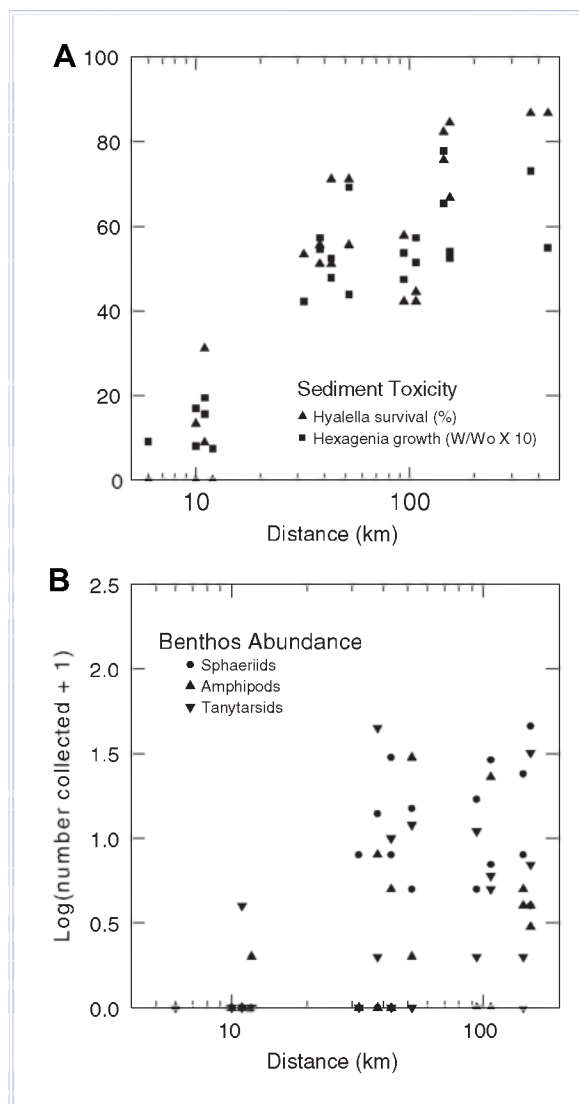 A
100
80
60
40
20
0
Sediment Toxicity
▲ Hyalella survival (%)
■ Hexagenia growth (W/Wo X 10)
10 100
Distance (km)
B
2.5
2.0
1.5
1.0
0.5
0.0
Log(number collected + 1)
Benthos Abundance
● Sphaeriids
▲ Amphipods
▼ Tanytarsids
10 100
Distance (km)